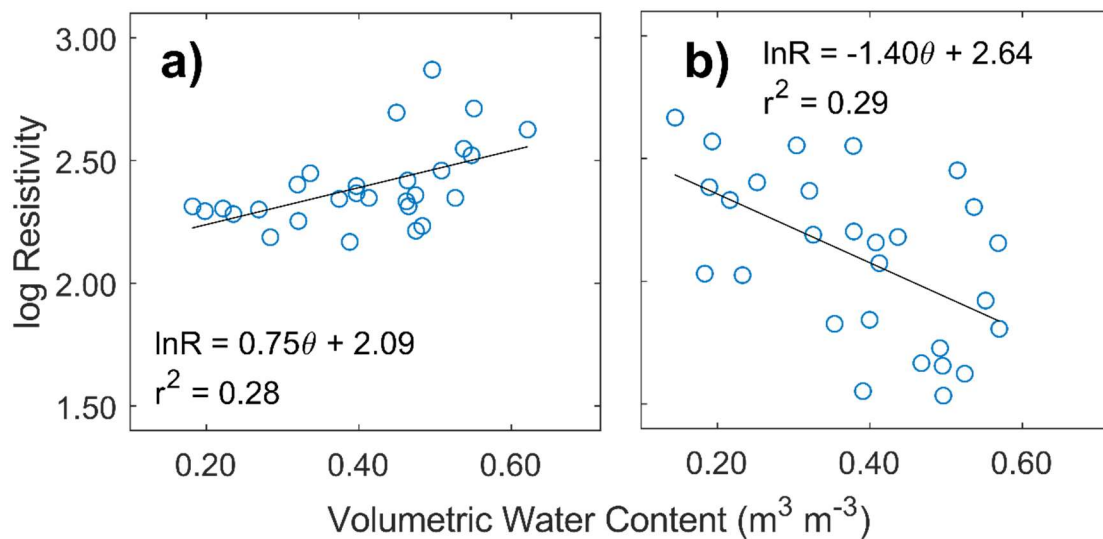 log Resistivity
3.00
2.50
2.00
1.50
a)
lnR = 0.75θ + 2.09
r² = 0.28
0.20 0.40 0.60
b)
lnR = -1.40θ + 2.64
r² = 0.29
0.20 0.40 0.60
Volumetric Water Content (m³ m⁻³)